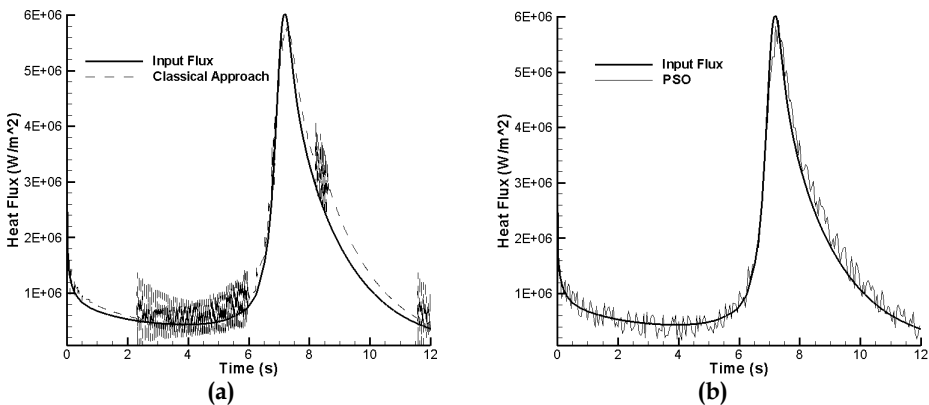 6E+06
5E+06
4E+06
3E+06
2E+06
1E+06
Heat Flux (W/m^2)
Input Flux
Classical Approach
0 2 4 6 8 10 12
Time (s)
(a)
6E+06
5E+06
4E+06
3E+06
2E+06
1E+06
Heat Flux (W/m^2)
Input Flux
PSO
0 2 4 6 8 10 12
Time (s)
(b)